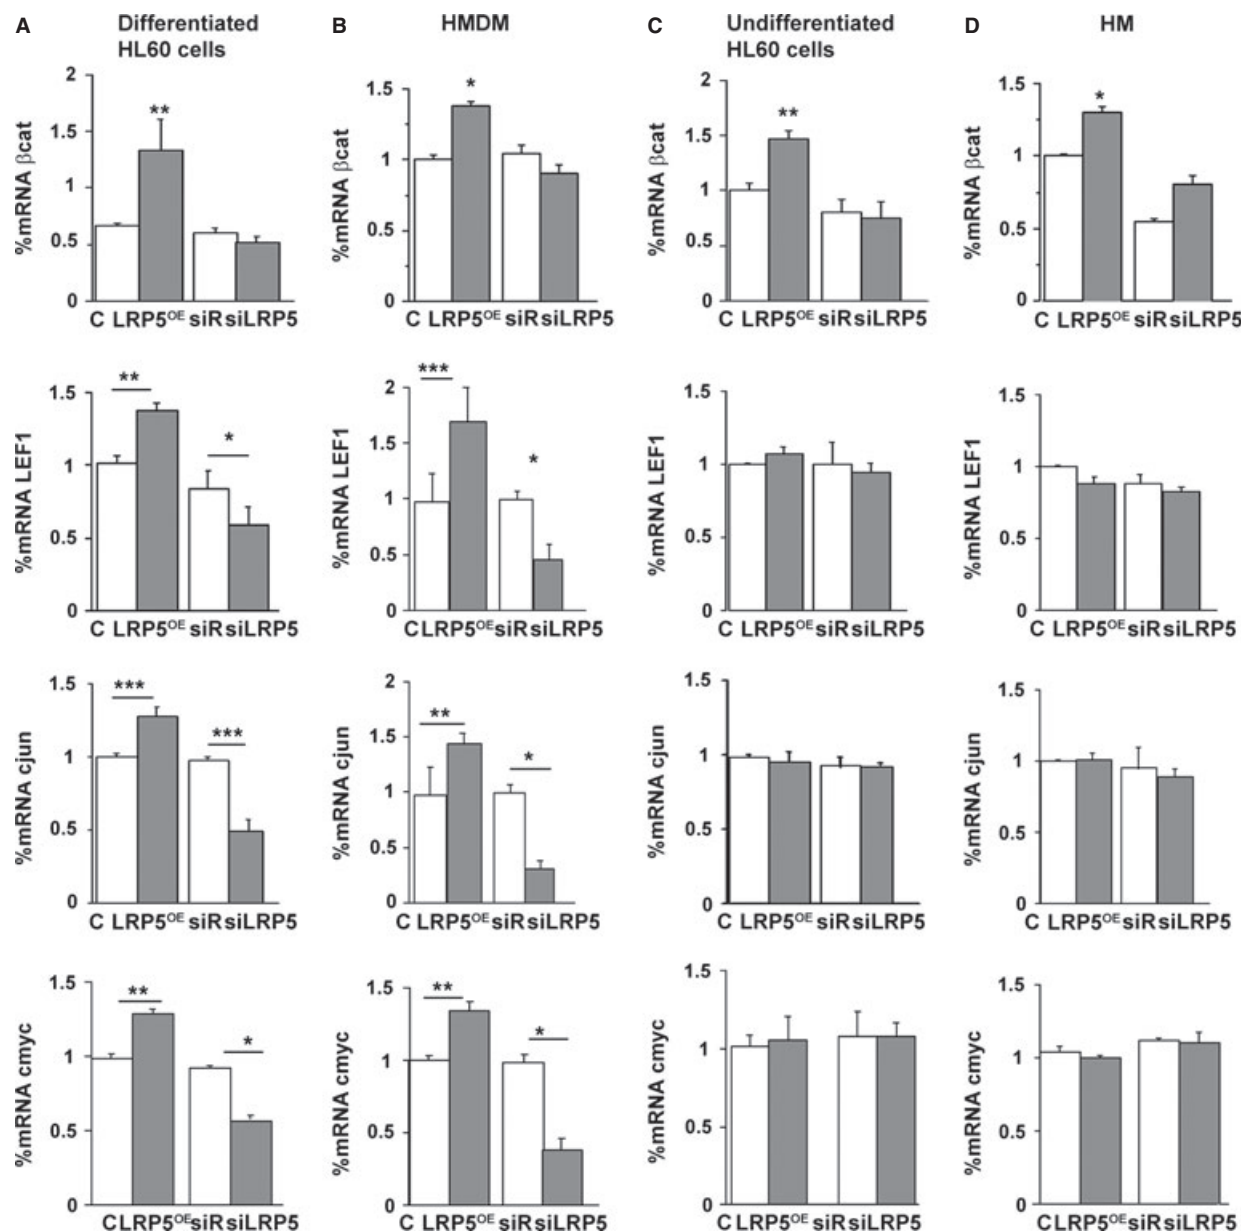 A Differentiated HL60 cells
B HMDM
C Undifferentiated HL60 cells
D HM
%mRNA βcat
2
1.5
1
0.5
0
**
C LRP5OE siR siLRP5
%mRNA βcat
1.5
1
0.5
0
*
C LRP5OE siR siLRP5
%mRNA βcat
2
1.5
1
0.5
0
**
C LRP5OE siR siLRP5
%mRNA βcat
1.5
1
0.5
0
*
C LRP5OE siR siLRP5
%mRNA LEF1
1.5
1
0.5
0
**
*
C LRP5OE siR siLRP5
%mRNA LEF1
2
1.5
1
0.5
0
***
*
C LRP5OE siR siLRP5
%mRNA LEF1
1.5
1
0.5
0
C LRP5OE siR siLRP5
%mRNA LEF1
1.5
1
0.5
0
C LRP5OE siR siLRP5
%mRNA cjun
1.5
1
0.5
0
***
***
C LRP5OE siR siLRP5
%mRNA cjun
2
1.5
1
0.5
0
**
*
C LRP5OE siR siLRP5
%mRNA cjun
1.5
1
0.5
0
C LRP5OE siR siLRP5
%mRNA cjun
1.5
1
0.5
0
C LRP5OE siR siLRP5
%mRNA cmyc
1.5
1
0.5
0
**
*
C LRP5OE siR siLRP5
%mRNA cmyc
1.5
1
0.5
0
**
*
C LRP5OE siR siLRP5
%mRNA cmyc
1.5
1
0.5
0
C LRP5OE siR siLRP5
%mRNA cmyc
1.5
1
0.5
0
C LRP5OE siR siLRP5